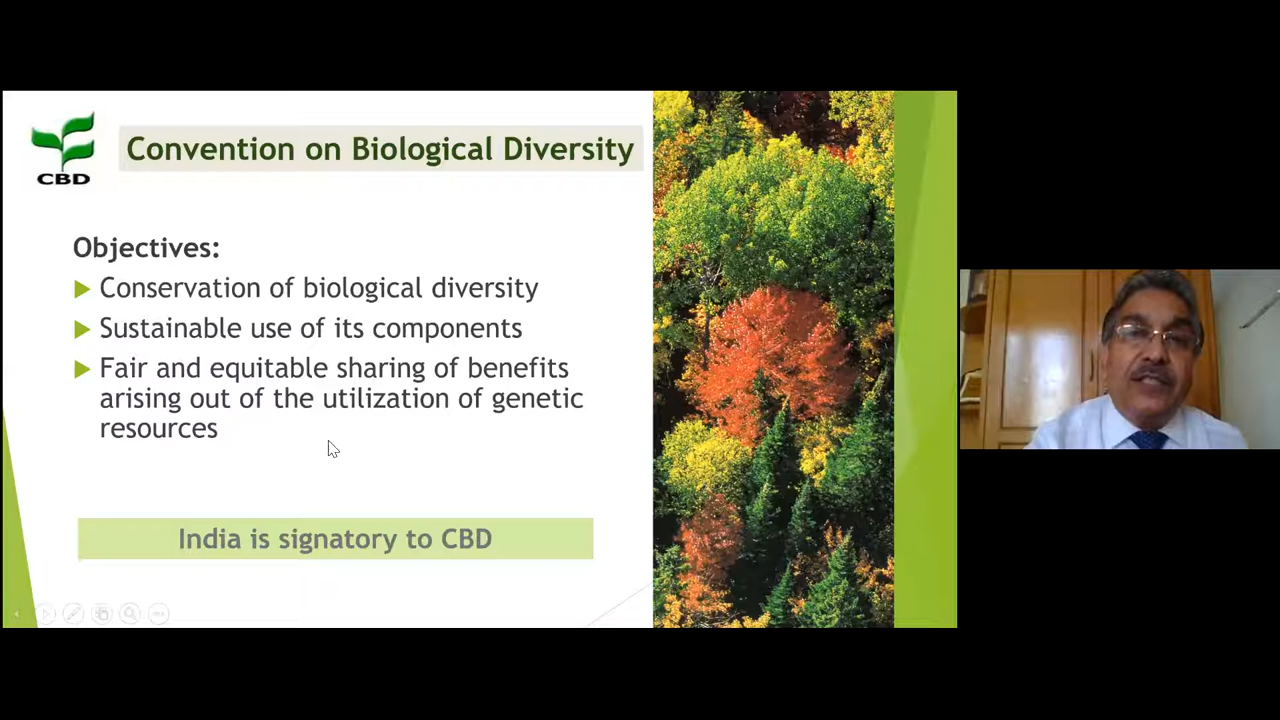 CBD
Convention on Biological Diversity
Objectives:
Conservation of biological diversity
Sustainable use of its components
Fair and equitable sharing of benefits
arising out of the utilization of genetic
resources
India is signatory to CBD